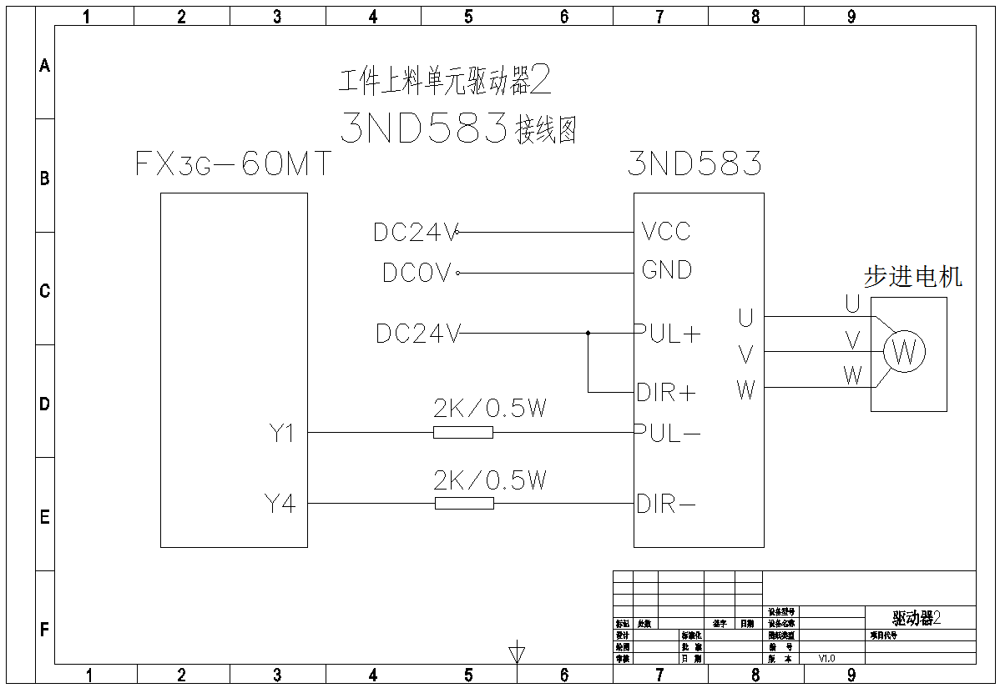 1 2 3 4 5 6 7 8 9
A
工件上料单元驱动器2
3ND583接线图
FX3G-60MT
3ND583
B
DC24V
VCC
DC0V
GND
步进电机
C
U
U
DC24V
PUL+
V
V
W
W
W
D
DIR+
2K/0.5W
Y1
PUL-
2K/0.5W
Y4
DIR-
E
F
设备型号
标记 处数 签字 日期 设备名称
驱动器2
设计 标准化 图纸类型 项目代号
绘图 批 准 编 号
审核 日 期 版 本 V1.0
1 2 3 4 5 6 7 8 9